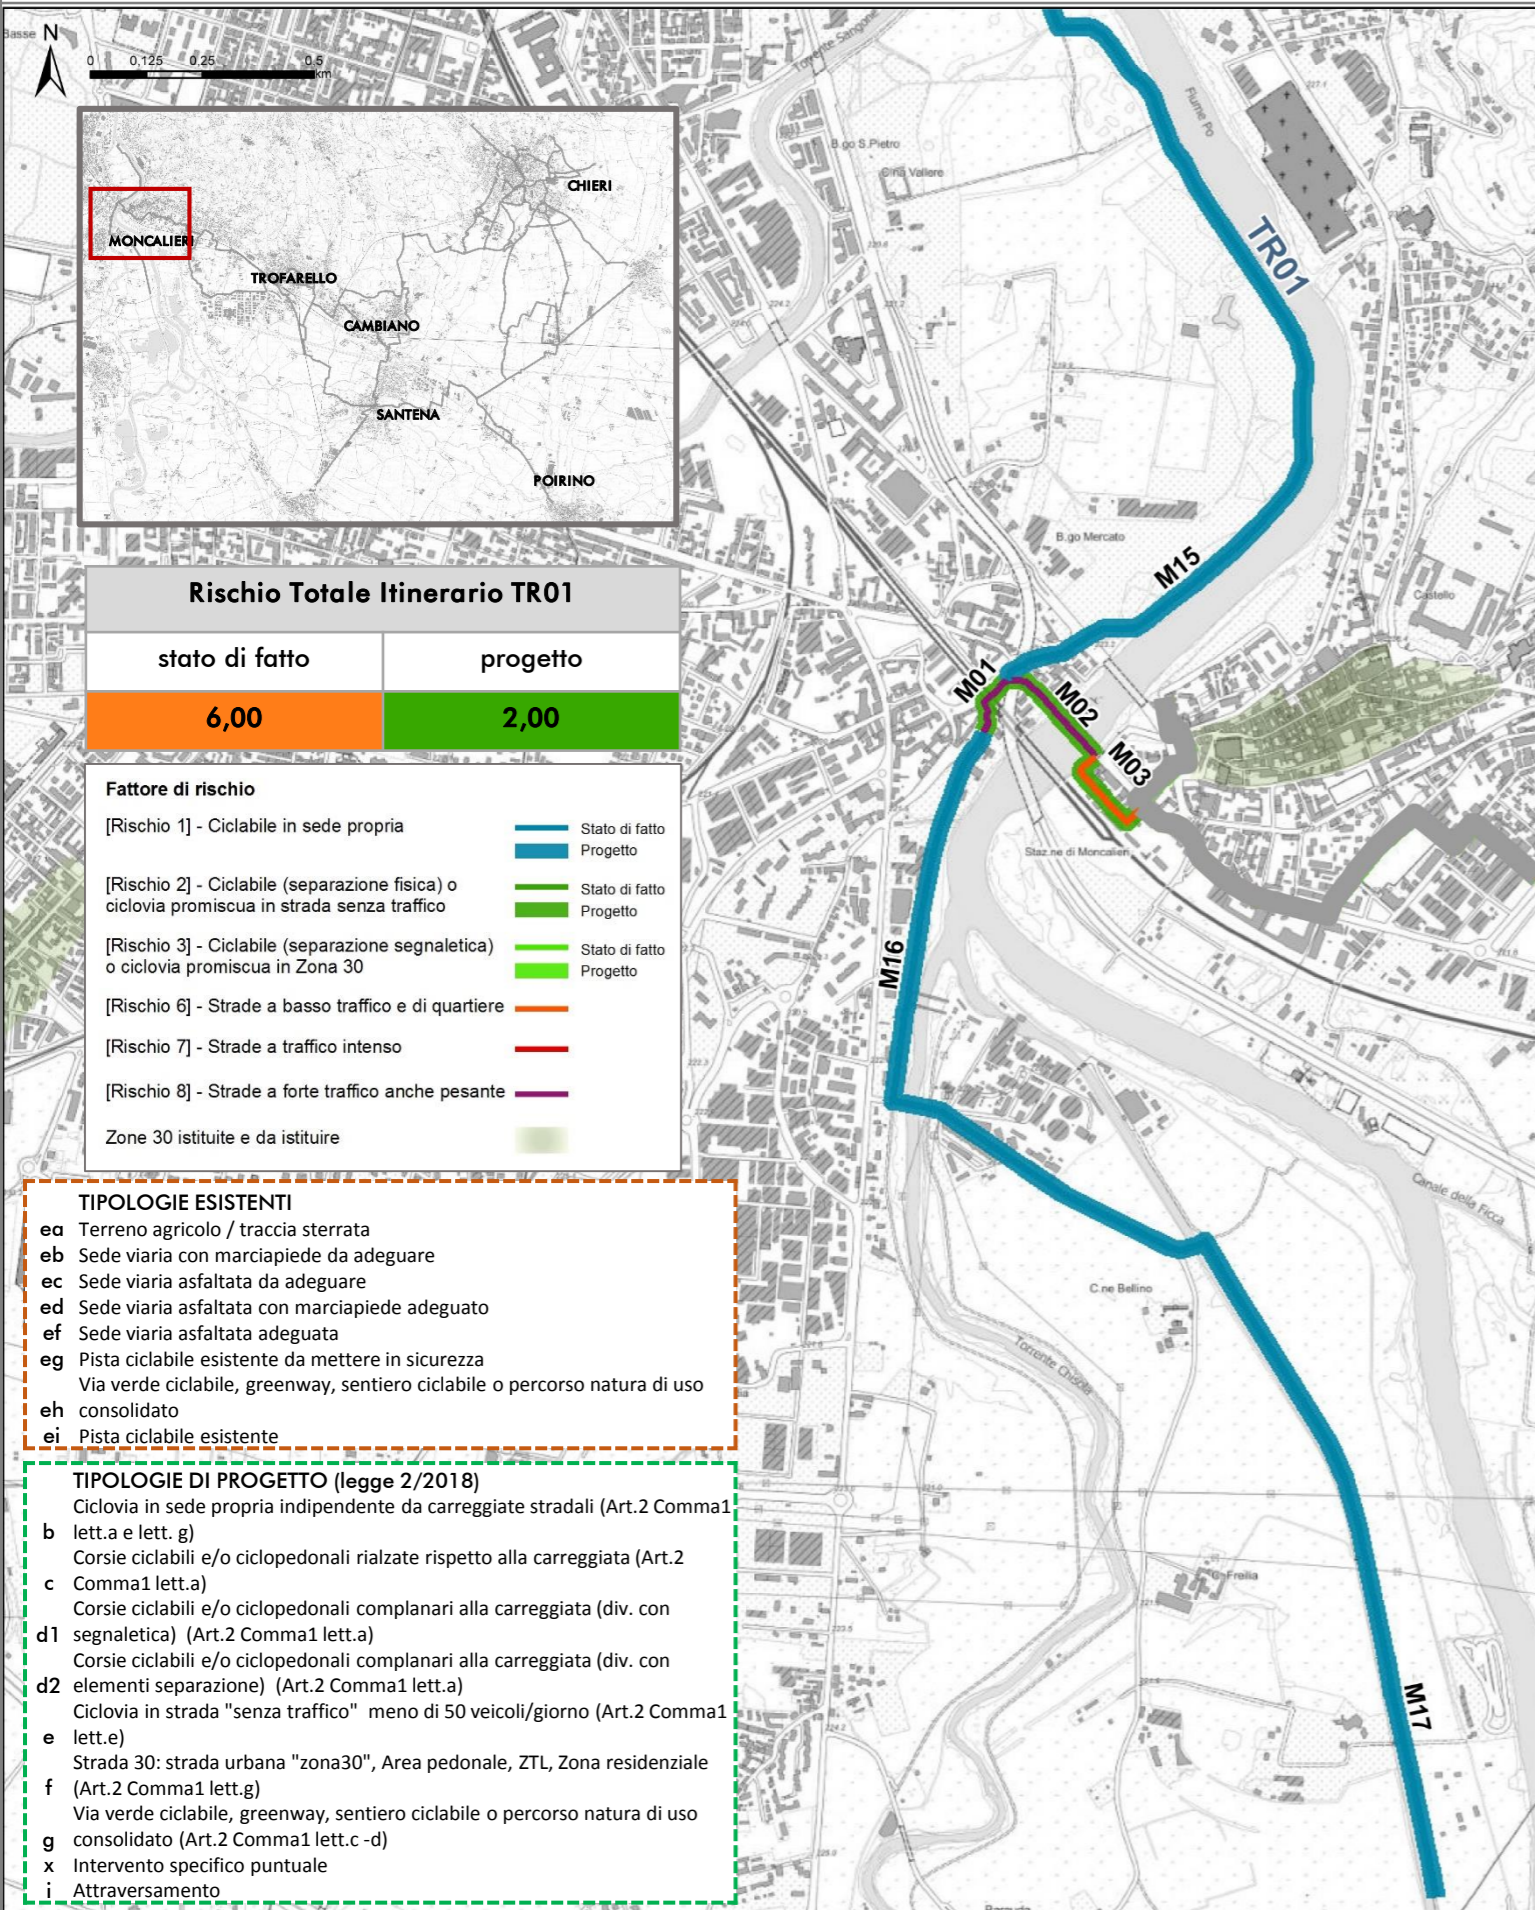 Basse
N
0 0,125 0,25 0,5
km
CHIERI
MONCALIERI
TROFARELLO
CAMBIANO
SANTENA
POIRINO
Rischio Totale Itinerario TR01
stato di fatto progetto
6,00 2,00
Fattore di rischio
[Rischio 1] - Ciclabile in sede propria
Stato di fatto
Progetto
[Rischio 2] - Ciclabile (separazione fisica) o
ciclovia promiscua in strada senza traffico
Stato di fatto
Progetto
[Rischio 3] - Ciclabile (separazione segnaletica)
o ciclovia promiscua in Zona 30
Stato di fatto
Progetto
[Rischio 6] - Strade a basso traffico e di quartiere
[Rischio 7] - Strade a traffico intenso
[Rischio 8] - Strade a forte traffico anche pesante
Zone 30 istituite e da istituire
TIPOLOGIE ESISTENTI
ea Terreno agricolo / traccia sterrata
eb Sede viaria con marciapiede da adeguare
ec Sede viaria asfaltata da adeguare
ed Sede viaria asfaltata con marciapiede adeguato
ef Sede viaria asfaltata adeguata
eg Pista ciclabile esistente da mettere in sicurezza
Via verde ciclabile, greenway, sentiero ciclabile o percorso natura di uso
eh consolidato
ei Pista ciclabile esistente
TIPOLOGIE DI PROGETTO (legge 2/2018)
Ciclovia in sede propria indipendente da carreggiate stradali (Art.2 Comma1
b lett.a e lett. g)
Corsie ciclabili e/o ciclopedonali rialzate rispetto alla carreggiata (Art.2
c Comma1 lett.a)
Corsie ciclabili e/o ciclopedonali complanari alla carreggiata (div. con
d1 segnaletica) (Art.2 Comma1 lett.a)
Corsie ciclabili e/o ciclopedonali complanari alla carreggiata (div. con
d2 elementi separazione) (Art.2 Comma1 lett.a)
Ciclovia in strada "senza traffico" meno di 50 veicoli/giorno (Art.2 Comma1
e lett.e)
Strada 30: strada urbana "zona30", Area pedonale, ZTL, Zona residenziale
f (Art.2 Comma1 lett.g)
Via verde ciclabile, greenway, sentiero ciclabile o percorso natura di uso
g consolidato (Art.2 Comma1 lett.c -d)
x Intervento specifico puntuale
i Attraversamento
Torrente Sangone
Fiume Po
B.go S.Pietro
C.na Vallere
TR01
B.go Mercato
M15
Castello
M01
M02
M03
Staz.ne di Moncalieri
M16
Canale della Ficca
C.ne Bellino
Torrente Chisola
C. Freilia
M17